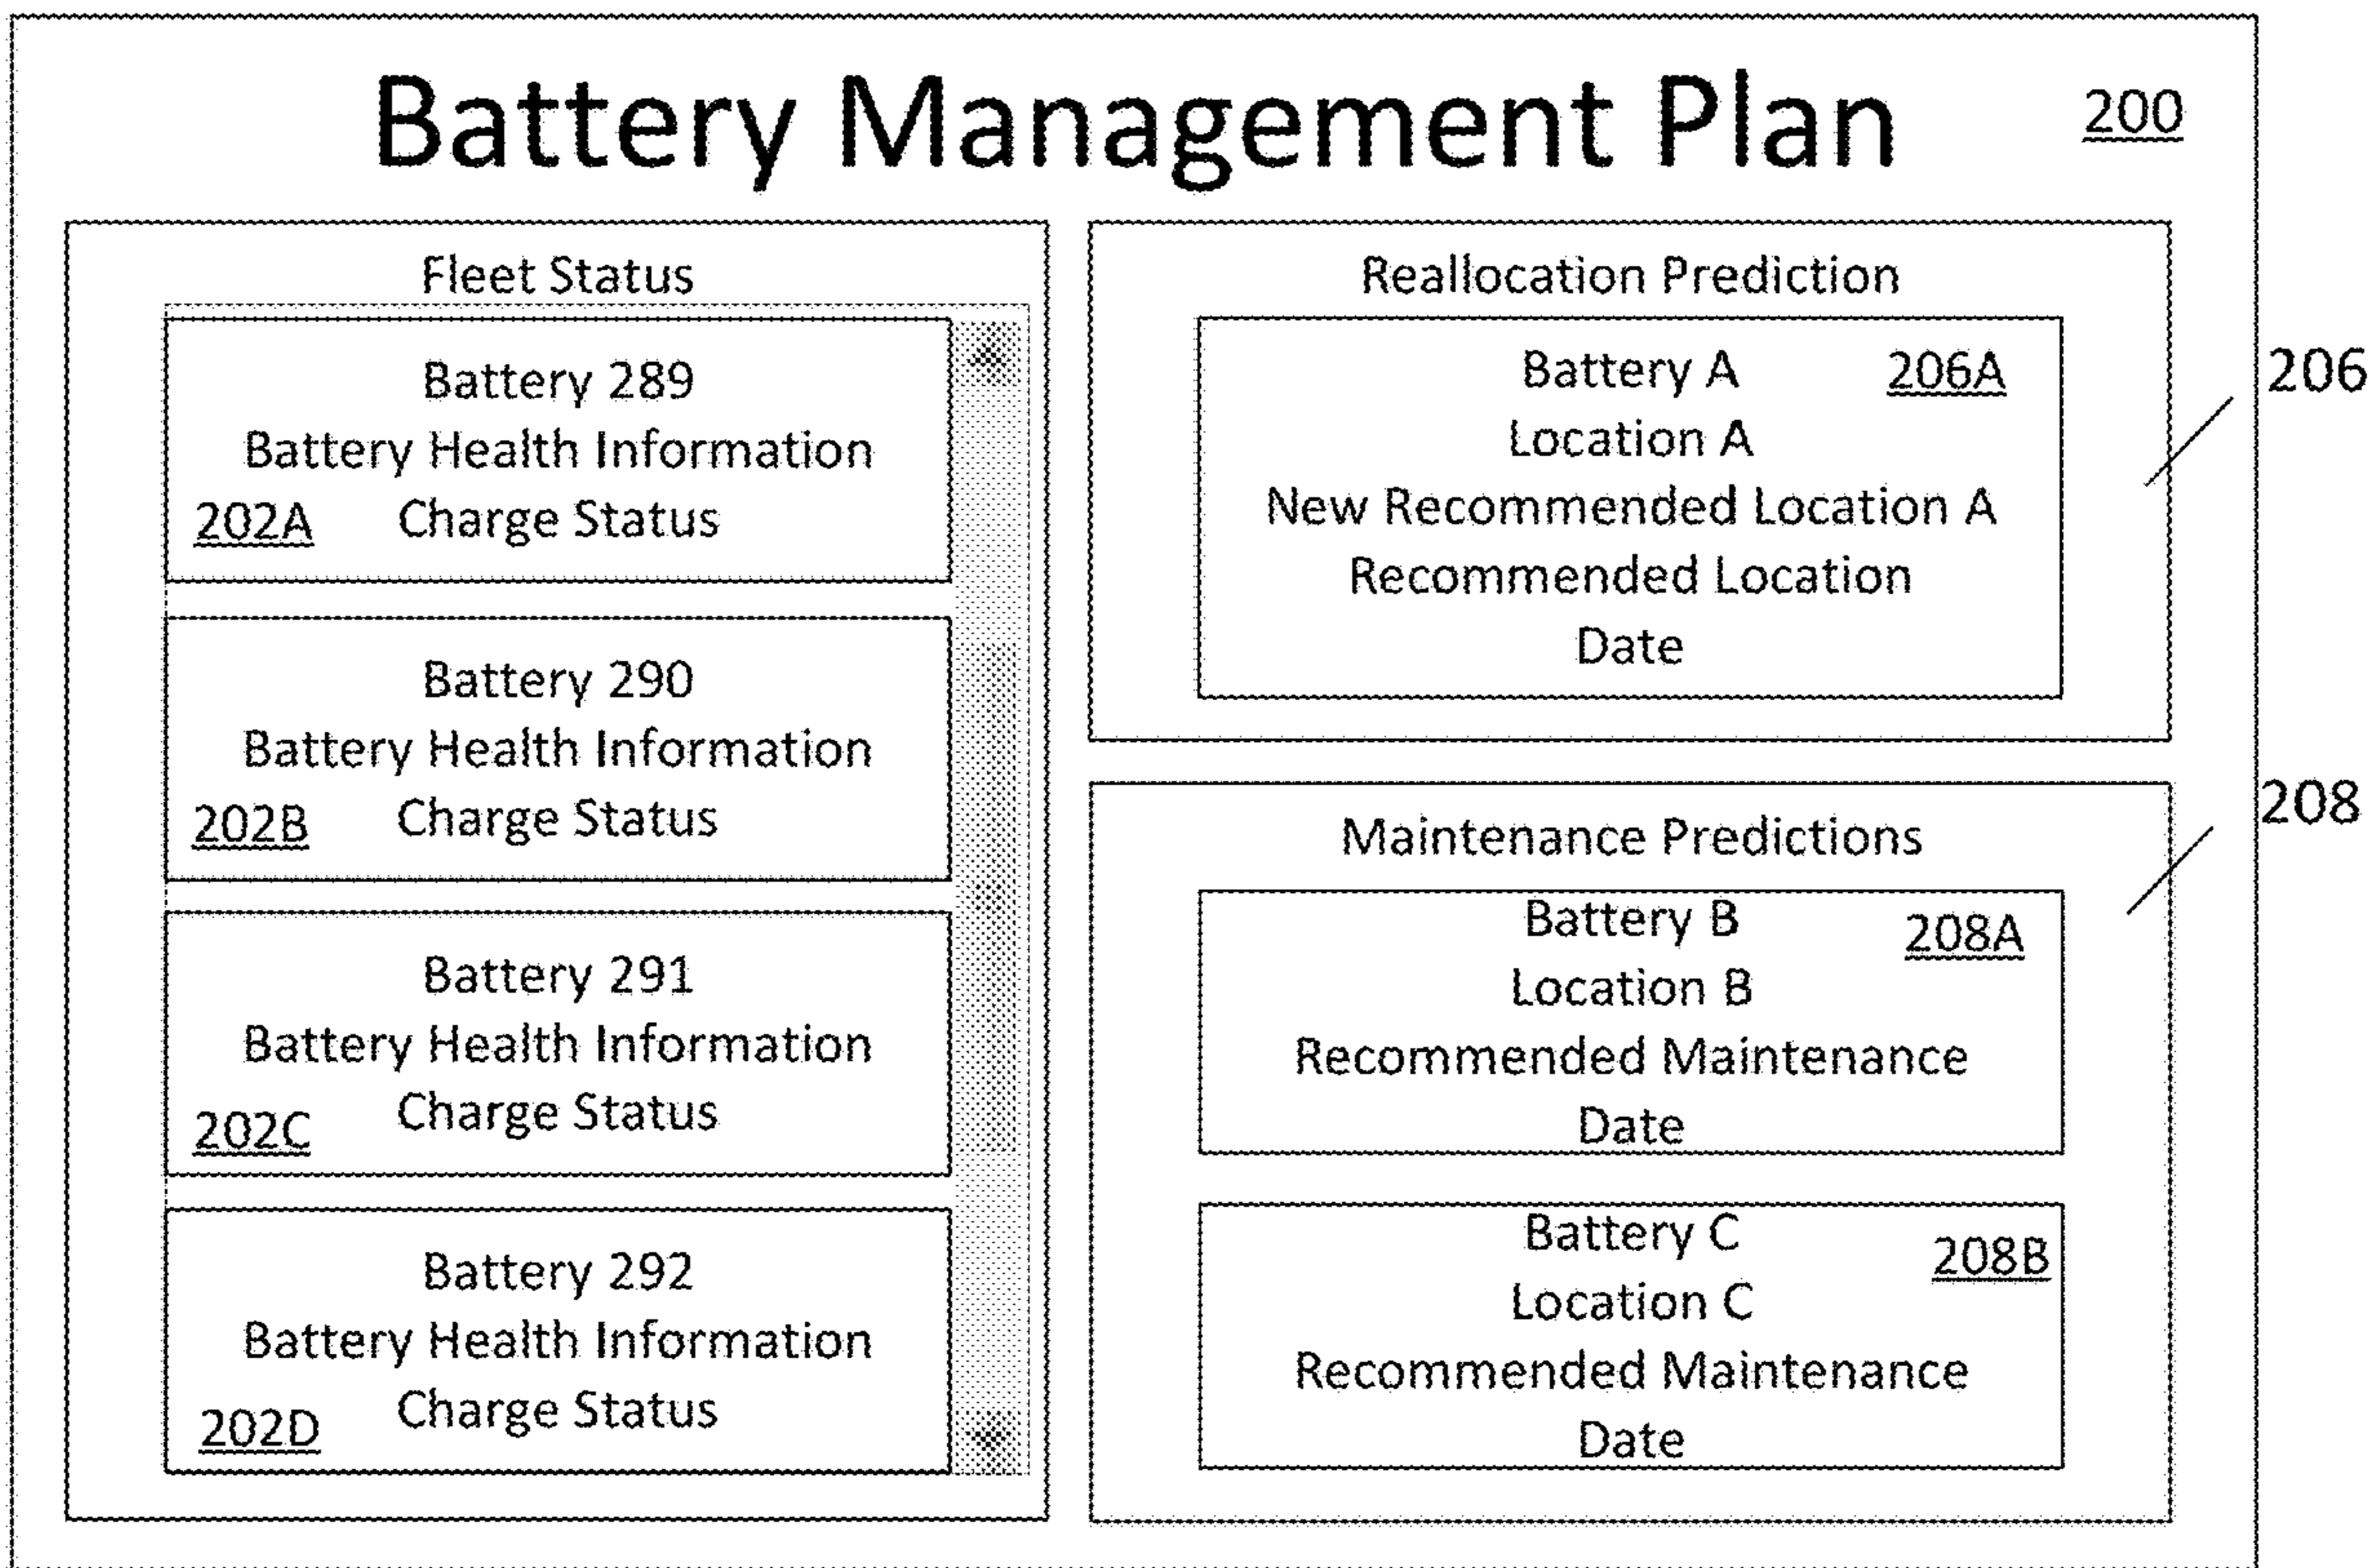 Battery Management Plan 200
Fleet Status
Battery 289
Battery Health Information
202A Charge Status
Battery 290
Battery Health Information
202B Charge Status
Battery 291
Battery Health Information
202C Charge Status
Battery 292
Battery Health Information
202D Charge Status
Reallocation Prediction
Battery A 206A
Location A
New Recommended Location A
Recommended Location
Date
206
Maintenance Predictions
208
Battery B 208A
Location B
Recommended Maintenance
Date
Battery C 208B
Location C
Recommended Maintenance
Date